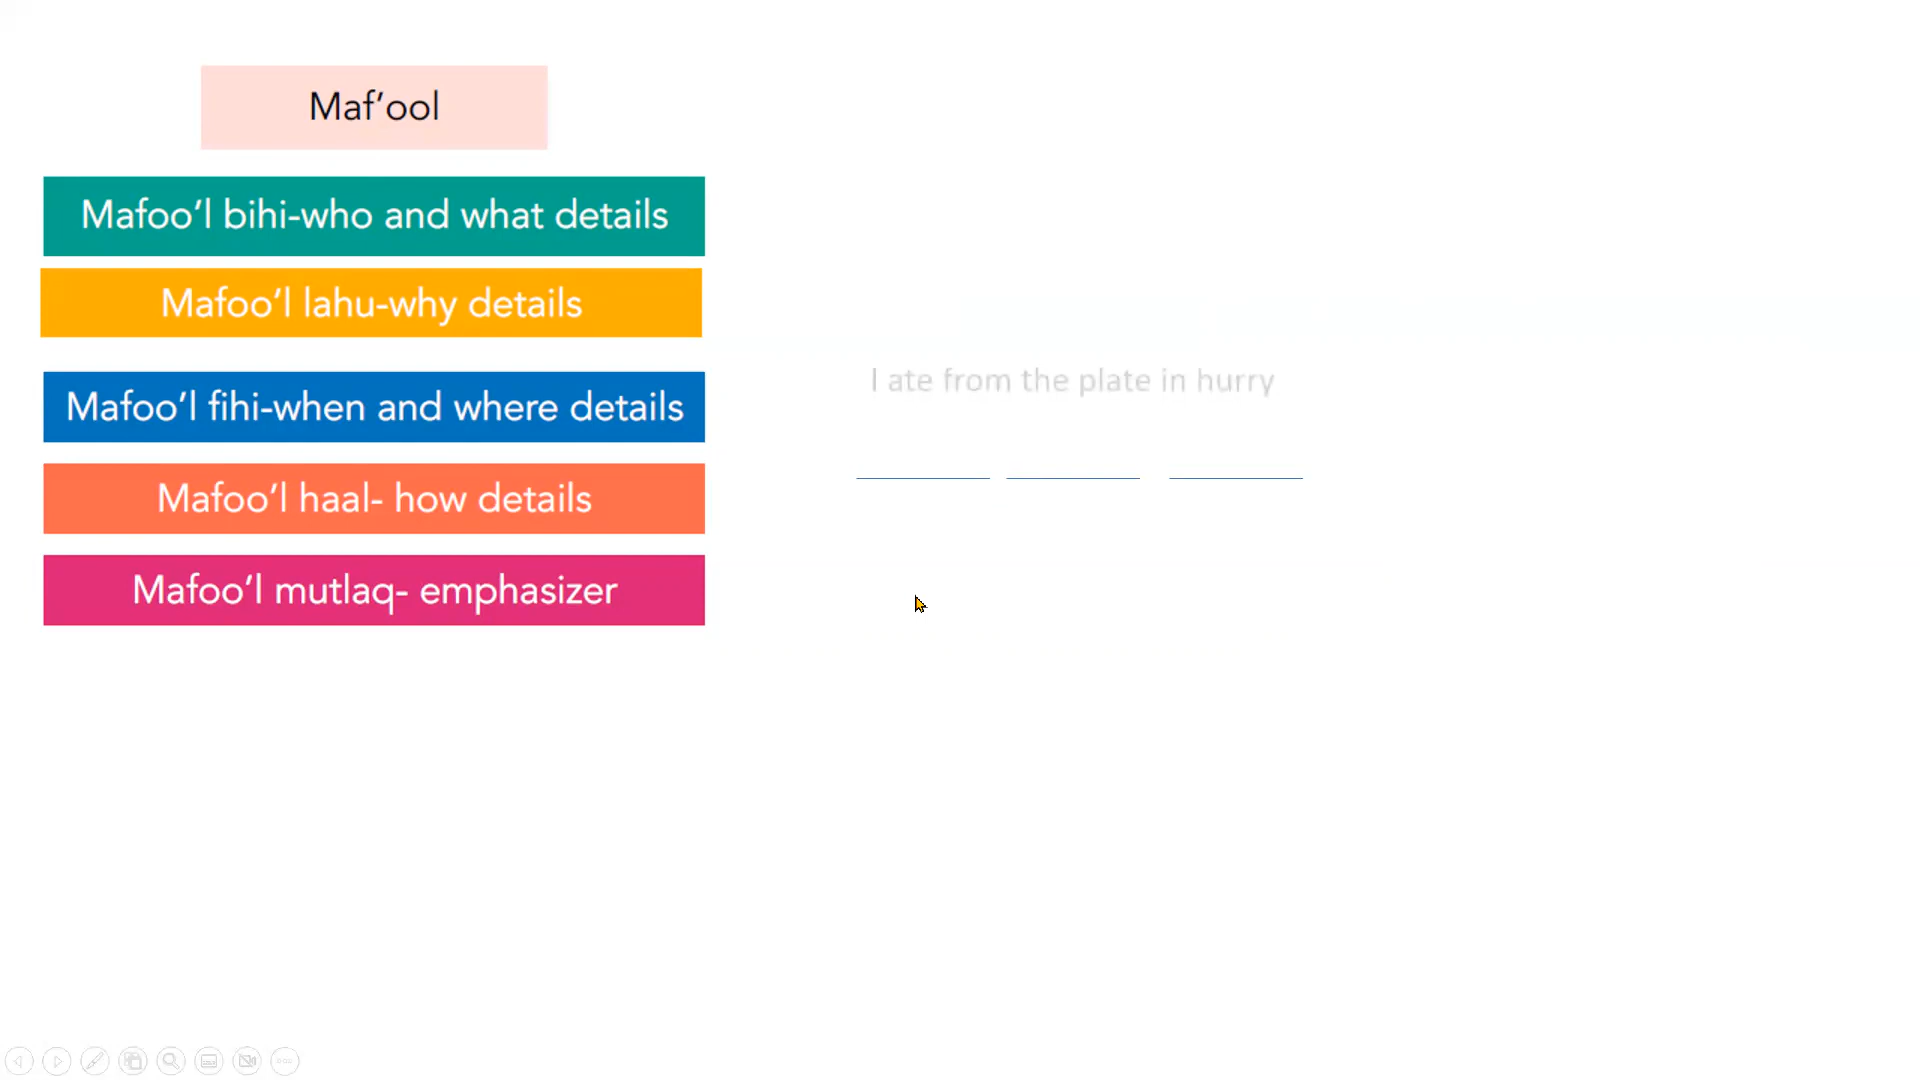 Maf’ool
Mafoo’l bihi-who and what details
Mafoo’l lahu-why details
Mafoo’l fihi-when and where details
Mafoo’l haal- how details
Mafoo’l mutlaq- emphasizer
I ate from the plate in hurry